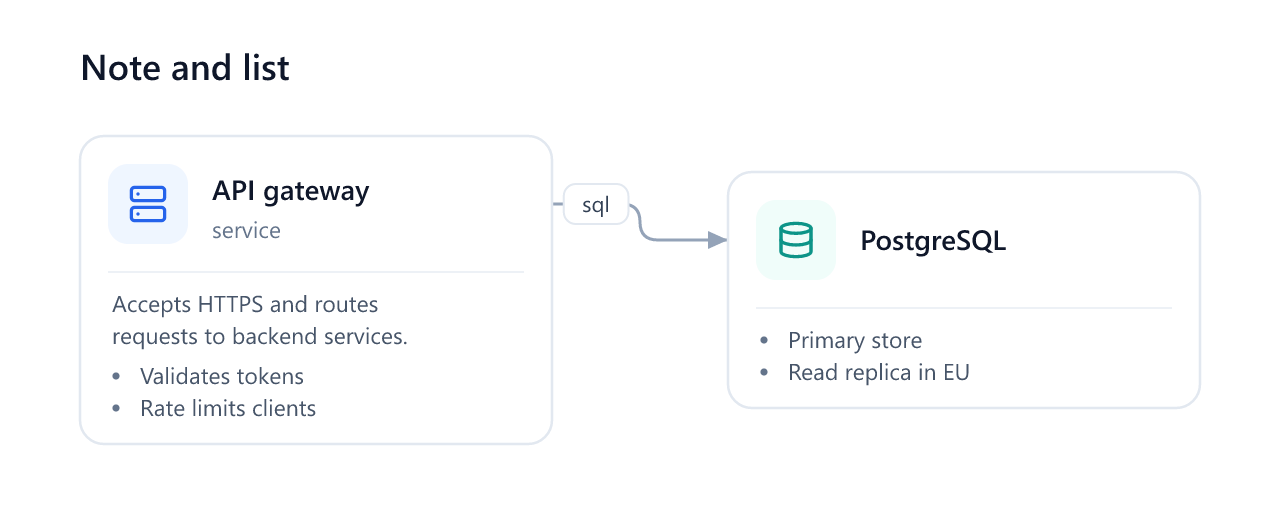 Note and list
API gateway
service
Accepts HTTPS and routes
requests to backend services.
• Validates tokens
• Rate limits clients
sql
PostgreSQL
• Primary store
• Read replica in EU